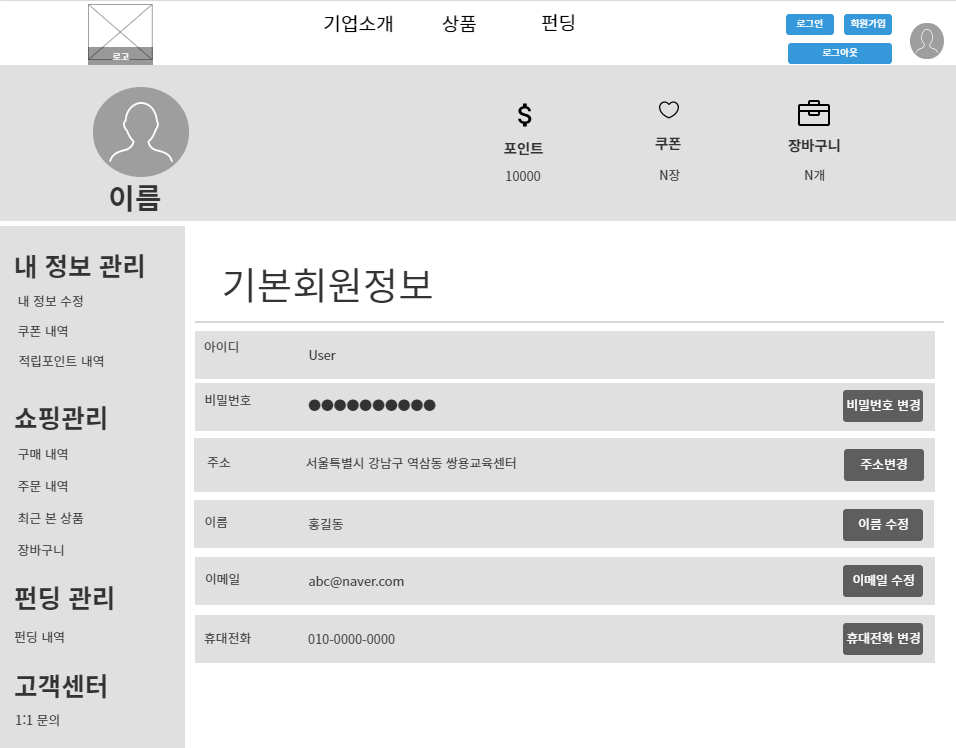 로고
기업소개 상품 펀딩
로그인 회원가입
로그아웃
이름
포인트 쿠폰 장바구니
10000 N장 N개
내 정보 관리
내 정보 수정
쿠폰 내역
적립포인트 내역
쇼핑관리
구매 내역
주문 내역
최근 본 상품
장바구니
펀딩 관리
펀딩 내역
고객센터
1:1 문의
기본회원정보
아이디 User
비밀번호 ●●●●●●●●●● 비밀번호 변경
주소 서울특별시 강남구 역삼동 쌍용교육센터 주소변경
이름 홍길동 이름 수정
이메일 abc@naver.com 이메일 수정
휴대전화 010-0000-0000 휴대전화 변경